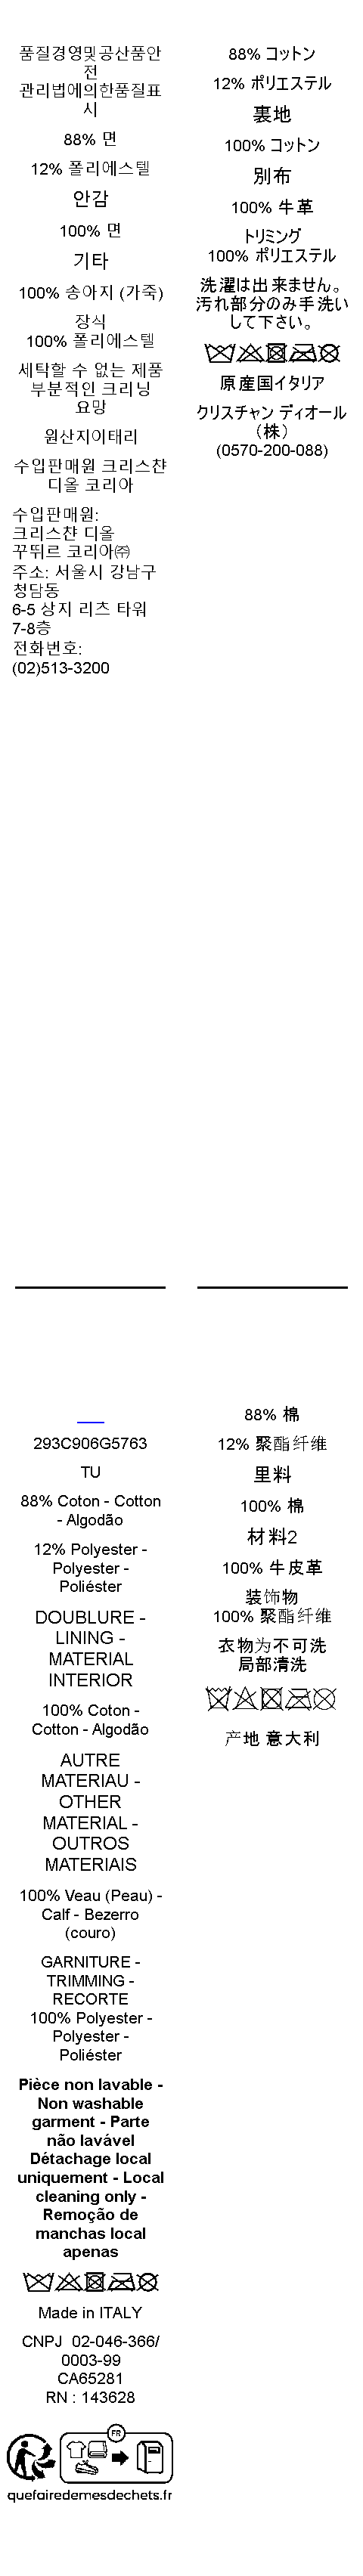 품질경영및공산품안
전
관리법에의한품질표
시
88% 면
12% 폴리에스텔
안감
100% 면
기타
100% 송아지 (가죽)
장식
100% 폴리에스텔
세탁할 수 없는 제품
부분적인 크리닝
요망
원산지이태리
수입판매원 크리스챤
디올 코리아
수입판매원:
크리스챤 디올
꾸뛰르 코리아㈜
주소: 서울시 강남구
청담동
6-5 상지 리츠 타워
7-8층
전화번호:
(02)513-3200
88% コットン
12% ポリエステル
裏地
100% コットン
別布
100% 牛革
トリミング
100% ポリエステル
洗濯は出来ません。
汚れ部分のみ手洗い
して下さい。
原産国イタリア
クリスチャン ディオール
（株）
(0570-200-088)
293C906G5763
TU
88% Coton - Cotton
- Algodão
12% Polyester -
Polyester -
Poliéster
DOUBLURE -
LINING -
MATERIAL
INTERIOR
100% Coton -
Cotton - Algodão
AUTRE
MATERIAU -
OTHER
MATERIAL -
OUTROS
MATERIAIS
100% Veau (Peau) -
Calf - Bezerro
(couro)
GARNITURE -
TRIMMING -
RECORTE
100% Polyester -
Polyester -
Poliéster
Pièce non lavable -
Non washable
garment - Parte
não lavável
Détachage local
uniquement - Local
cleaning only -
Remoção de
manchas local
apenas
Made in ITALY
CNPJ 02-046-366/
0003-99
CA65281
RN : 143628
FR
quefairedemesdechets.fr
88% 棉
12% 聚酯纤维
里料
100% 棉
材料2
100% 牛皮革
装饰物
100% 聚酯纤维
衣物为不可洗
局部清洗
产地 意大利